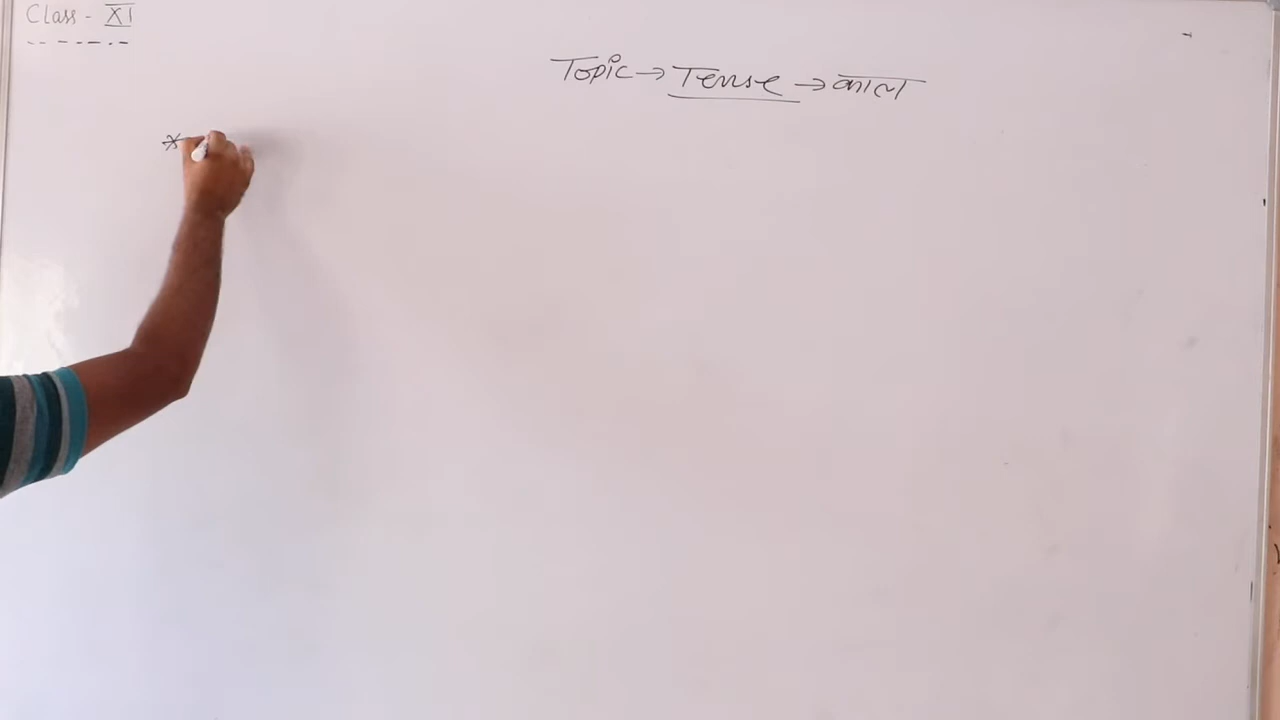 Class - XI
Topic → Tense → काल
*